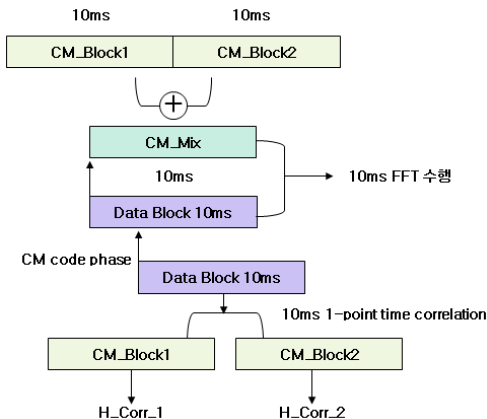 10ms 10ms
CM_Block1 CM_Block2
+
CM_Mix
10ms
10ms FFT 수행
Data Block 10ms
CM code phase
Data Block 10ms
10ms 1-point time correlation
CM_Block1 CM_Block2
H_Corr_1 H_Corr_2